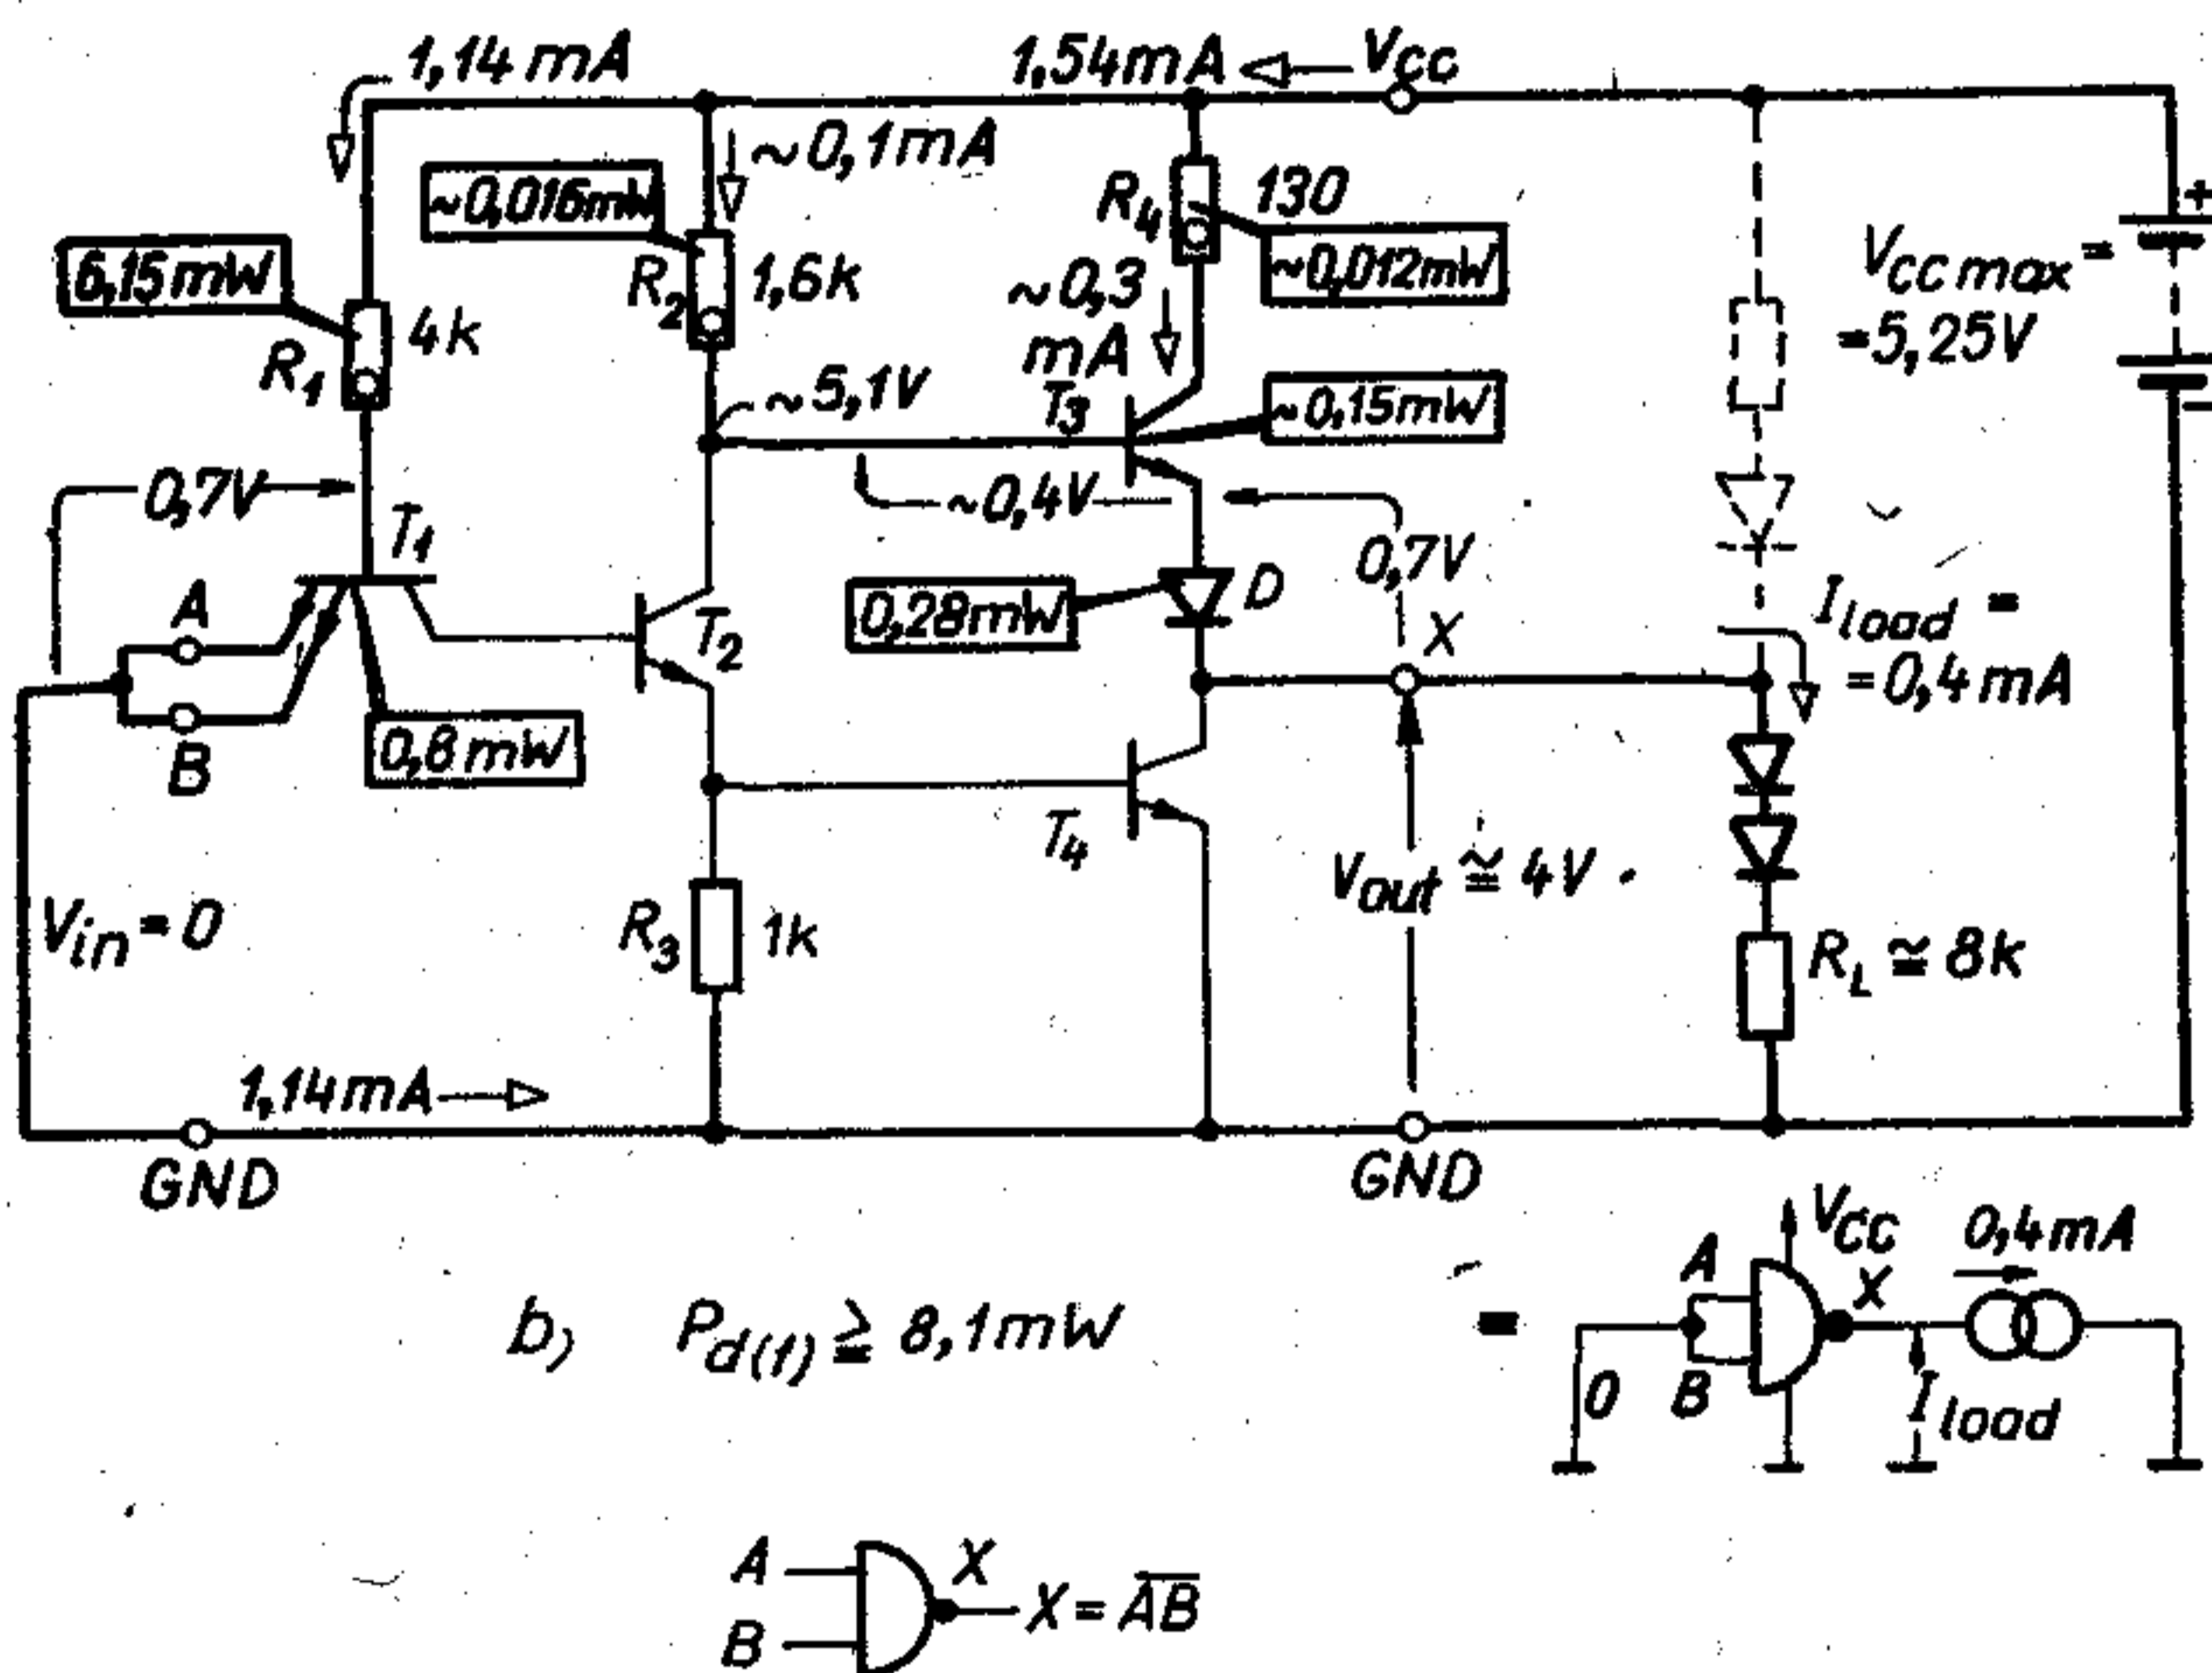 1,14 mA
1,54mA
VCC
~0,1mA
~0,016mW
R4
130
6,15mW
R2
1,6k
~0,3 mA
~0,012mW
VCC max =
=5,25V
+
−
R1
4k
~5,1V
T3
~0,15mW
0,7V
T1
~0,4V
0,7V
A
T2
0,28mW
D
X
Iload =
=0,4mA
B
0,8mW
T4
Vout ≅ 4V
Vin=0
R3
1k
RL ≅ 8k
1,14mA
GND
GND
b) Pd(1) ≧ 8,1mW
=
A
VCC
0,4mA
X
0
B
Iload
A
X
X = A̅B̅
B